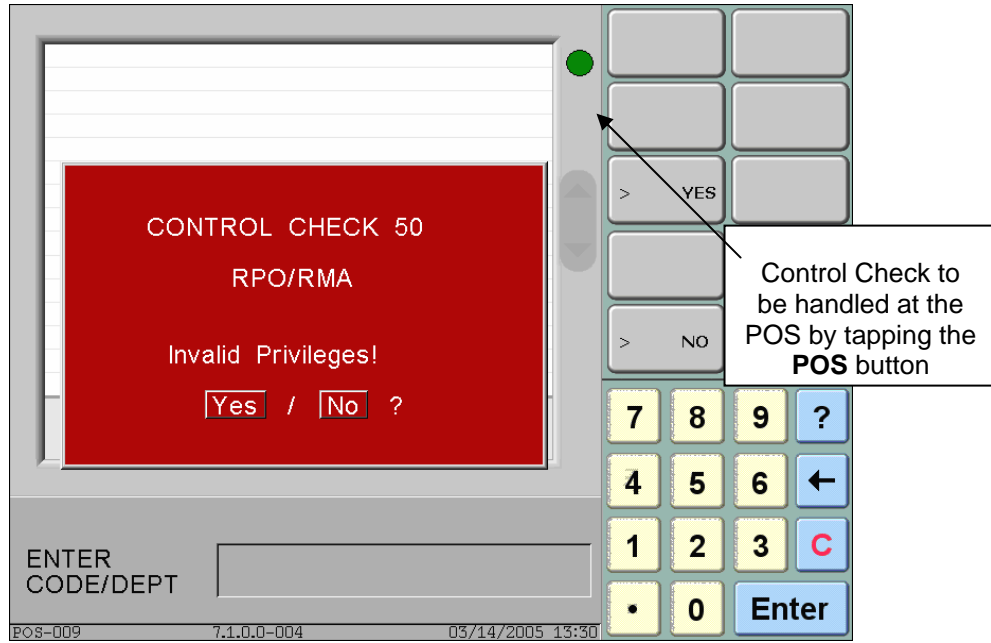 CONTROL CHECK 50
RPO/RMA
Invalid Privileges!
Yes / No ?
ENTER
CODE/DEPT
POS-009 7.1.0.0-004 03/14/2005 13:30
> YES
> NO
Control Check to
be handled at the
POS by tapping the
POS button
7 8 9 ?
4 5 6 ←
1 2 3 C
. 0 Enter